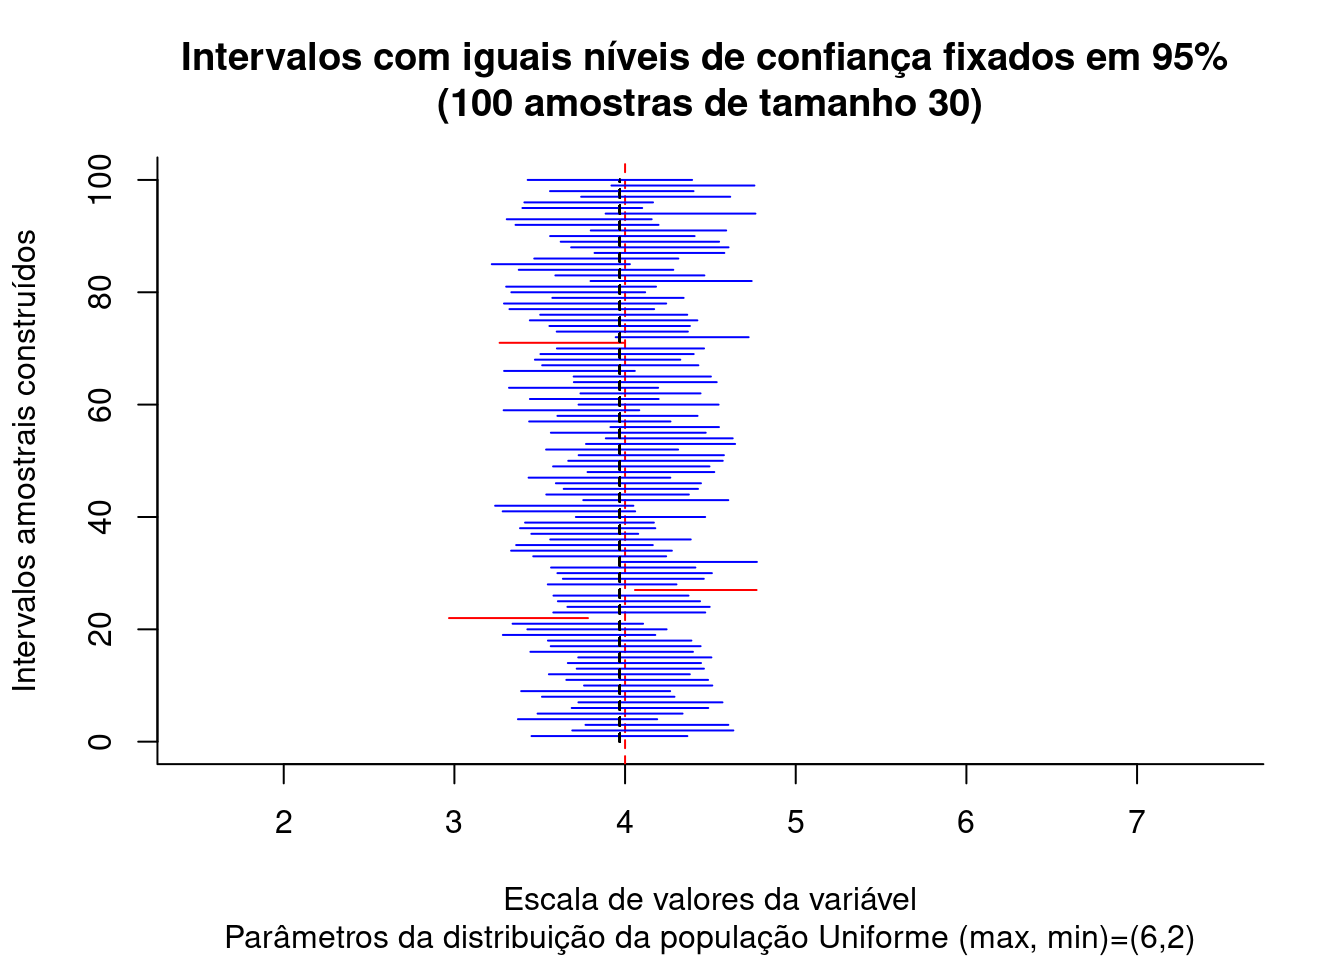 Intervalos com iguais níveis de confiança fixados em 95%
(100 amostras de tamanho 30)
Intervalos amostrais construídos
100
80
60
40
20
0
2 3 4 5 6 7
Escala de valores da variável
Parâmetros da distribuição da população Uniforme (max, min)=(6,2)